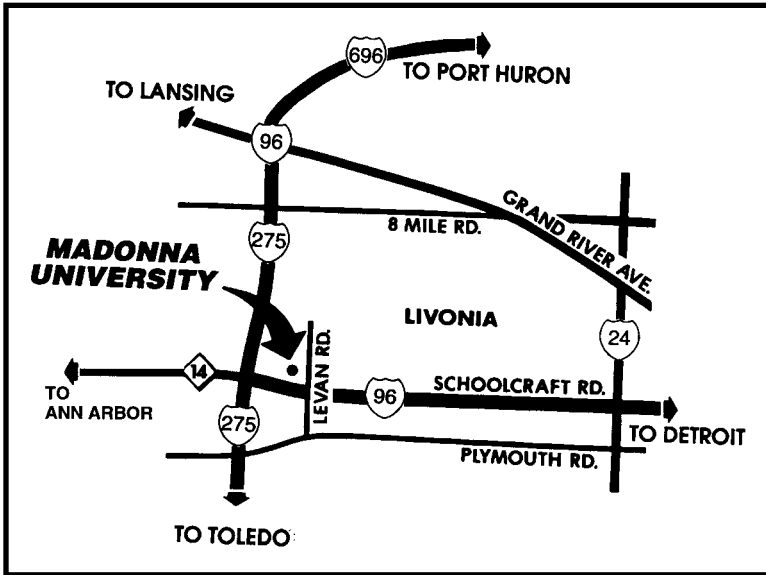 696
TO PORT HURON
TO LANSING
96
GRAND RIVER AVE.
8 MILE RD.
275
MADONNA
UNIVERSITY
LIVONIA
LEVAN RD.
24
14
TO
ANN ARBOR
96
SCHOOLCRAFT RD.
275
TO DETROIT
PLYMOUTH RD.
TO TOLEDO